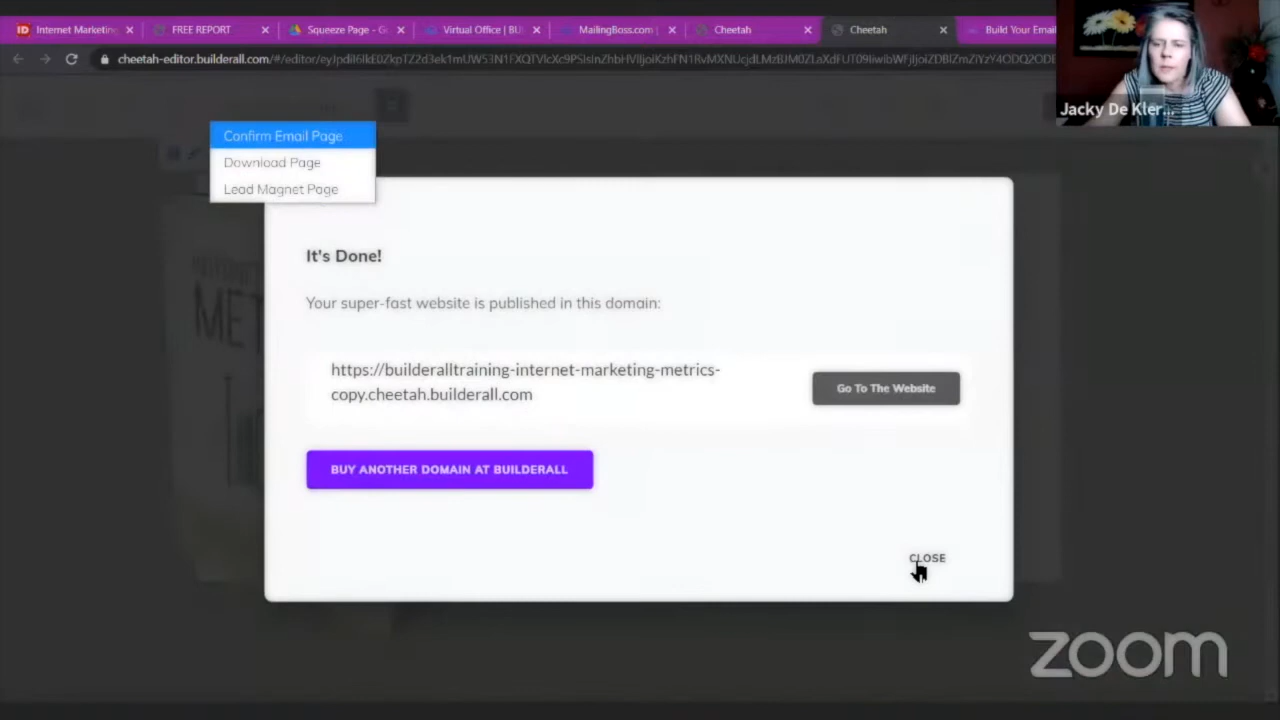 ID Internet Marketing
FREE REPORT
Squeeze Page - G
Virtual Office | BU
MailingBoss.com |
Cheetah
Cheetah
Build Your Email
Jacky De Kler...
Confirm Email Page
Download Page
Lead Magnet Page
It's Done!
Your super-fast website is published in this domain:
https://builderalltraining-internet-marketing-metrics-
copy.cheetah.builderall.com
Go To The Website
BUY ANOTHER DOMAIN AT BUILDERALL
CLOSE
zoom